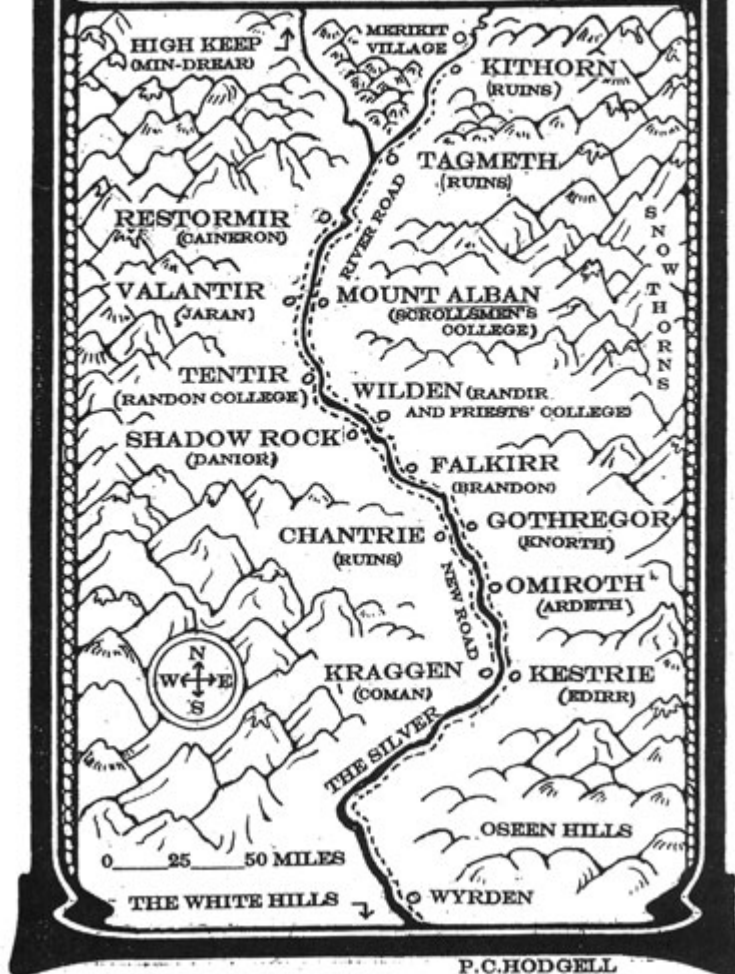 HIGH KEEP
(MIN-DREAR)
MERIKIT
VILLAGE
KITHORN
(RUINS)
TAGMETH
(RUINS)
RIVER ROAD
RESTORMIR
(CAINERON)
SNOWTHORNS
VALANTIR
(JARAN)
MOUNT ALBAN
(SCROLLSMEN'S
COLLEGE)
TENTIR
(RANDON COLLEGE)
WILDEN (RANDIR
AND PRIESTS' COLLEGE)
SHADOW ROCK
(DANIOR)
FALKIRR
(BRANDON)
CHANTRIE
(RUINS)
GOTHREGOR
(KNORTH)
NEW ROAD
OMIROTH
(ARDETH)
N
W E
S
KRAGGEN
(COMAN)
KESTRIE
(EDIRR)
THE SILVER
OSEEN HILLS
0 25 50 MILES
THE WHITE HILLS
WYRDEN
P.C.HODGELL